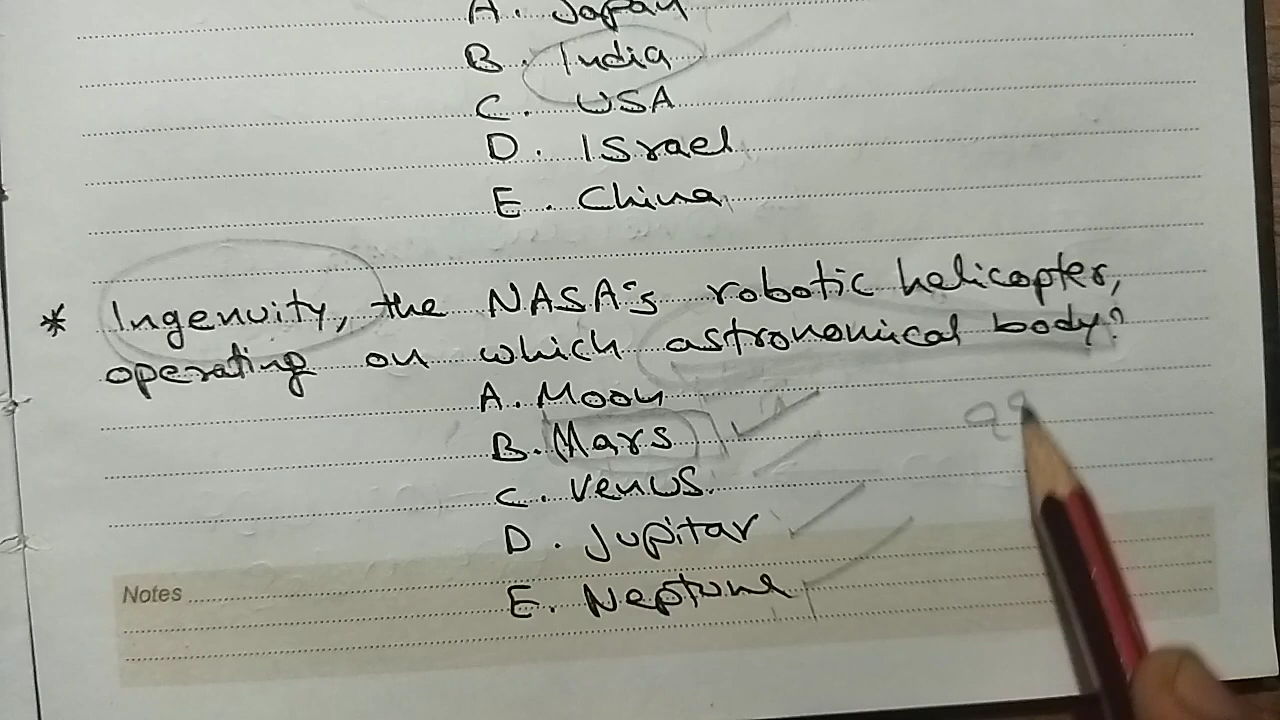 A. Japan
B. India
C. USA
D. Israel
E. China
* Ingenuity, the NASA's robotic helicopter,
operating on which astronomical body?
A. Moon
B. Mars
C. Venus.
D. Jupitar
E. Neptune
Notes